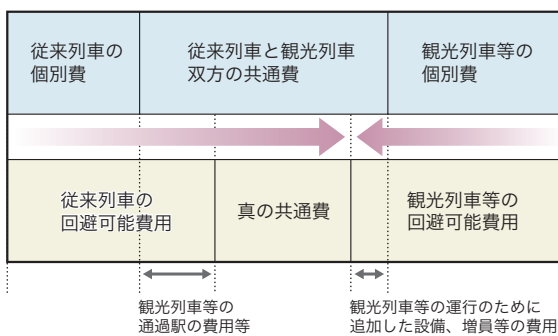 従来列車の
個別費
従来列車と観光列車
双方の共通費
観光列車等の
個別費
従来列車の
回避可能費用
真の共通費
観光列車等の
回避可能費用
観光列車等の
通過駅の費用等
観光列車等の運行のために
追加した設備、増員等の費用